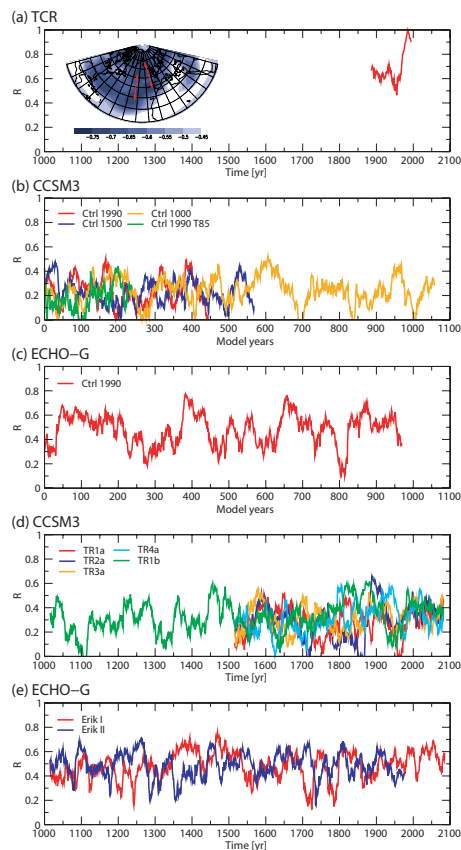 (a) TCR
R
1
0.8
0.6
0.4
0.2
0
−0.75 −0.7 −0.65 −0.6 −0.55 −0.5 −0.45
1000 1100 1200 1300 1400 1500 1600 1700 1800 1900 2000 2100
Time [yr]
(b) CCSM3
R
1
0.8
0.6
0.4
0.2
0
Ctrl 1990 Ctrl 1000
Ctrl 1500 Ctrl 1990 T85
0 100 200 300 400 500 600 700 800 900 1000 1100
Model years
(c) ECHO−G
R
1
0.8
0.6
0.4
0.2
0
Ctrl 1990
0 100 200 300 400 500 600 700 800 900 1000 1100
Model years
(d) CCSM3
R
1
0.8
0.6
0.4
0.2
0
TR1a TR4a
TR2a TR1b
TR3a
1000 1100 1200 1300 1400 1500 1600 1700 1800 1900 2000 2100
Time [yr]
(e) ECHO−G
R
1
0.8
0.6
0.4
0.2
0
Erik I
Erik II
1000 1100 1200 1300 1400 1500 1600 1700 1800 1900 2000 2100
Time [yr]